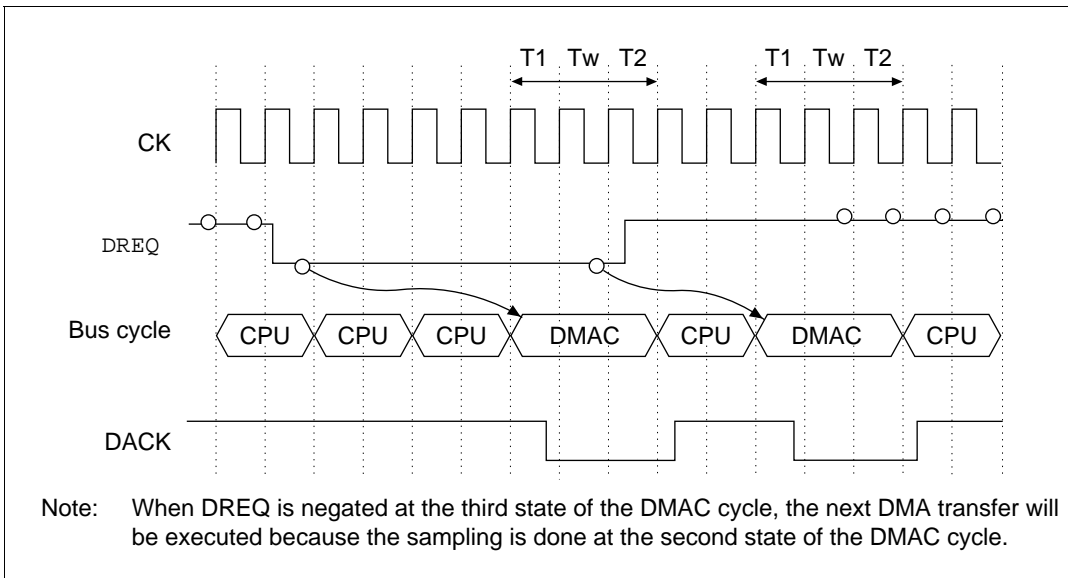 T1 Tw T2 T1 Tw T2
CK
DREQ
Bus cycle CPU CPU CPU DMAC CPU DMAC CPU
DACK
Note: When DREQ is negated at the third state of the DMAC cycle, the next DMA transfer will
be executed because the sampling is done at the second state of the DMAC cycle.